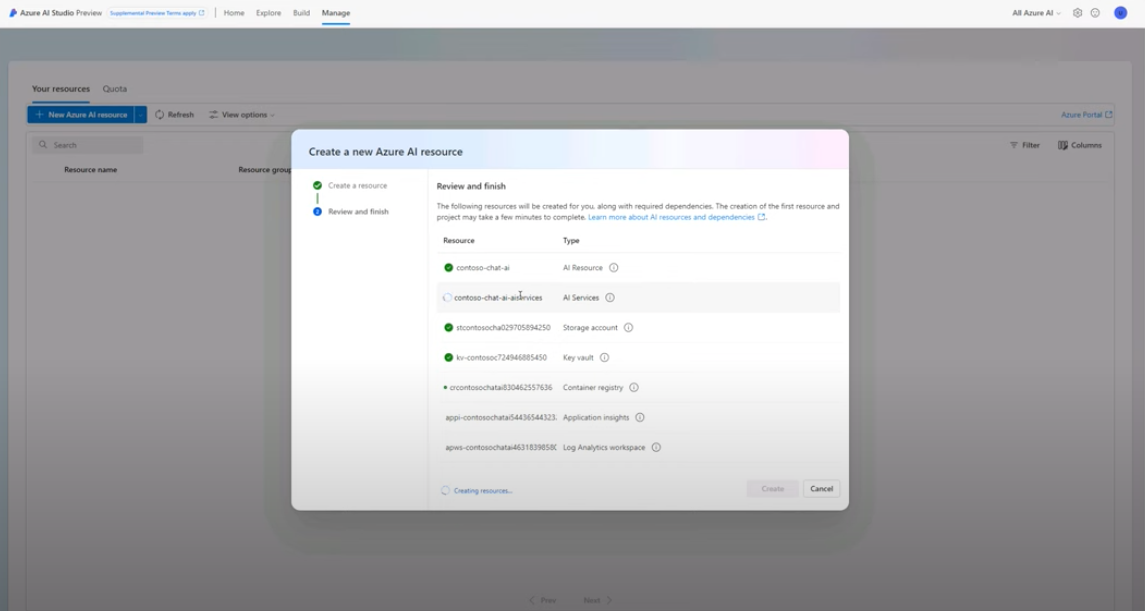 Azure AI Studio Preview Supplemental Preview Terms apply Home Explore Build Manage All Azure AI
Your resources Quota
New Azure AI resource Refresh View options Azure Portal
Search Filter Columns
Resource name Resource group
Create a new Azure AI resource
Create a resource
2 Review and finish
Review and finish
The following resources will be created for you, along with required dependencies. The creation of the first resource and
project may take a few minutes to complete. Learn more about AI resources and dependencies.
Resource Type
contoso-chat-ai AI Resource
contoso-chat-ai-aiservices AI Services
stcontosocha029705894250 Storage account
kv-contosoc724946885450 Key vault
crcontosochatai830462557636 Container registry
appi-contosochatai54436544323. Application insights
apws-contosochatai46318398580 Log Analytics workspace
Creating resources... Create Cancel
Prev Next